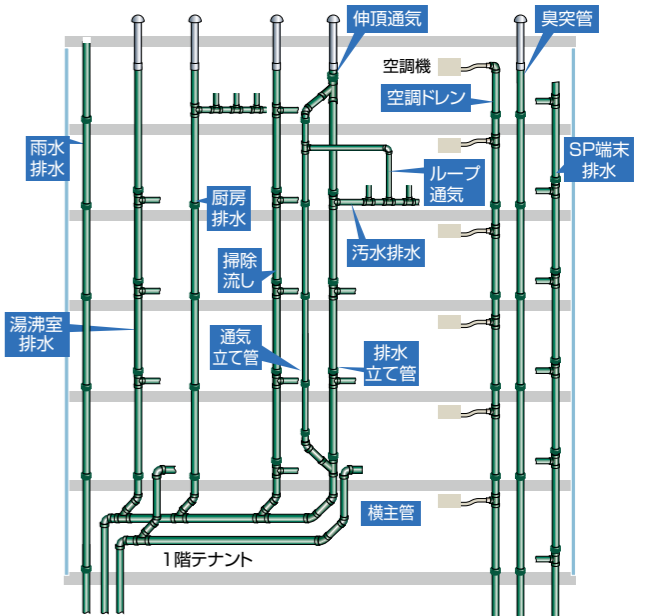 伸頂通気
臭突管
空調機
空調ドレン
雨水
排水
SP端末
排水
ループ
通気
厨房
排水
汚水排水
掃除
流し
湯沸室
排水
通気
立て管
排水
立て管
横主管
1階テナント